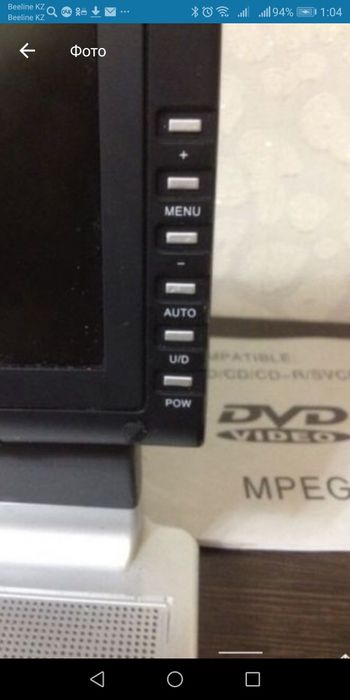 Beeline KZ
Beeline KZ
94%
1:04
Фото
+
MENU
-
AUTO
U/D
POW
MPATIBLE
D/CD/CD-R/SVC
DVD
VIDEO
MPEG